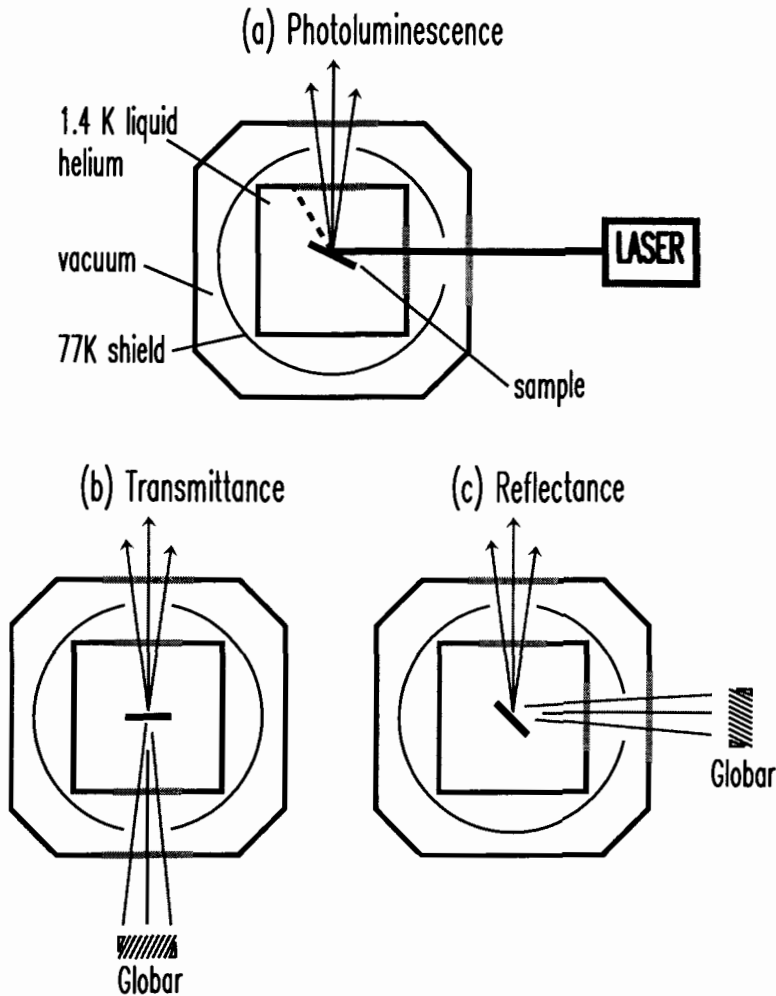 (a) Photoluminescence
1.4 K liquid
helium
vacuum
77K shield
LASER
sample
(b) Transmittance
(c) Reflectance
Globar
Globar